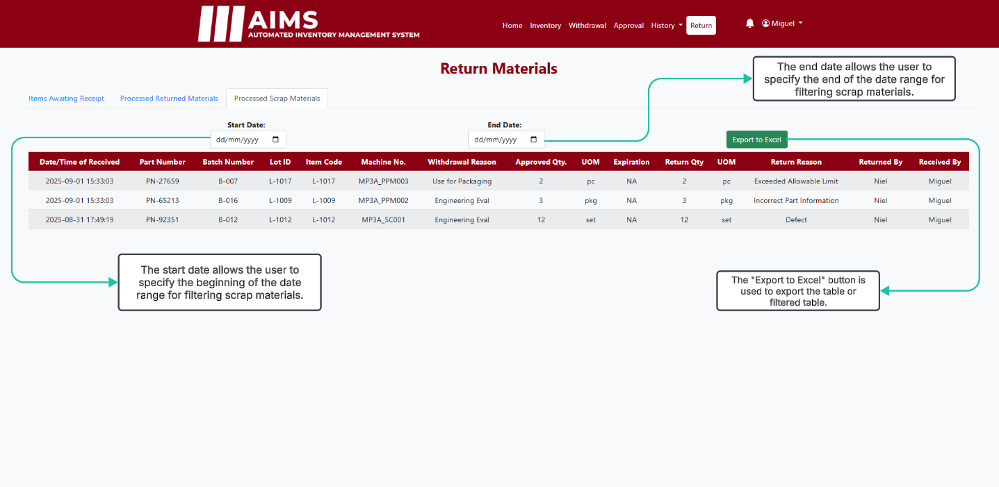 AIMS
AUTOMATED INVENTORY MANAGEMENT SYSTEM
Home Inventory Withdrawal Approval History Return Miguel
Return Materials
The end date allows the user to
specify the end of the date range for
filtering scrap materials.
Items Awaiting Receipt Processed Returned Materials Processed Scrap Materials
Start Date: End Date:
dd/mm/yyyy dd/mm/yyyy Export to Excel
Date/Time of Received Part Number Batch Number Lot ID Item Code Machine No. Withdrawal Reason Approved Qty. UOM Expiration Return Qty UOM Return Reason Returned By Received By
2025-09-01 15:33:03 PN-27659 B-007 L-1017 L-1017 MP3A_PPM003 Use for Packaging 2 pc NA 2 pc Exceeded Allowable Limit Niel Miguel
2025-09-01 15:33:03 PN-65213 B-016 L-1009 L-1009 MP3A_PPM002 Engineering Eval 3 pkg NA 3 pkg Incorrect Part Information Niel Miguel
2025-08-31 17:49:19 PN-92351 B-012 L-1012 L-1012 MP3A_SC001 Engineering Eval 12 set NA 12 set Defect Niel Miguel
The start date allows the user to
specify the beginning of the date
range for filtering scrap materials.
The "Export to Excel" button is
used to export the table or
filtered table.